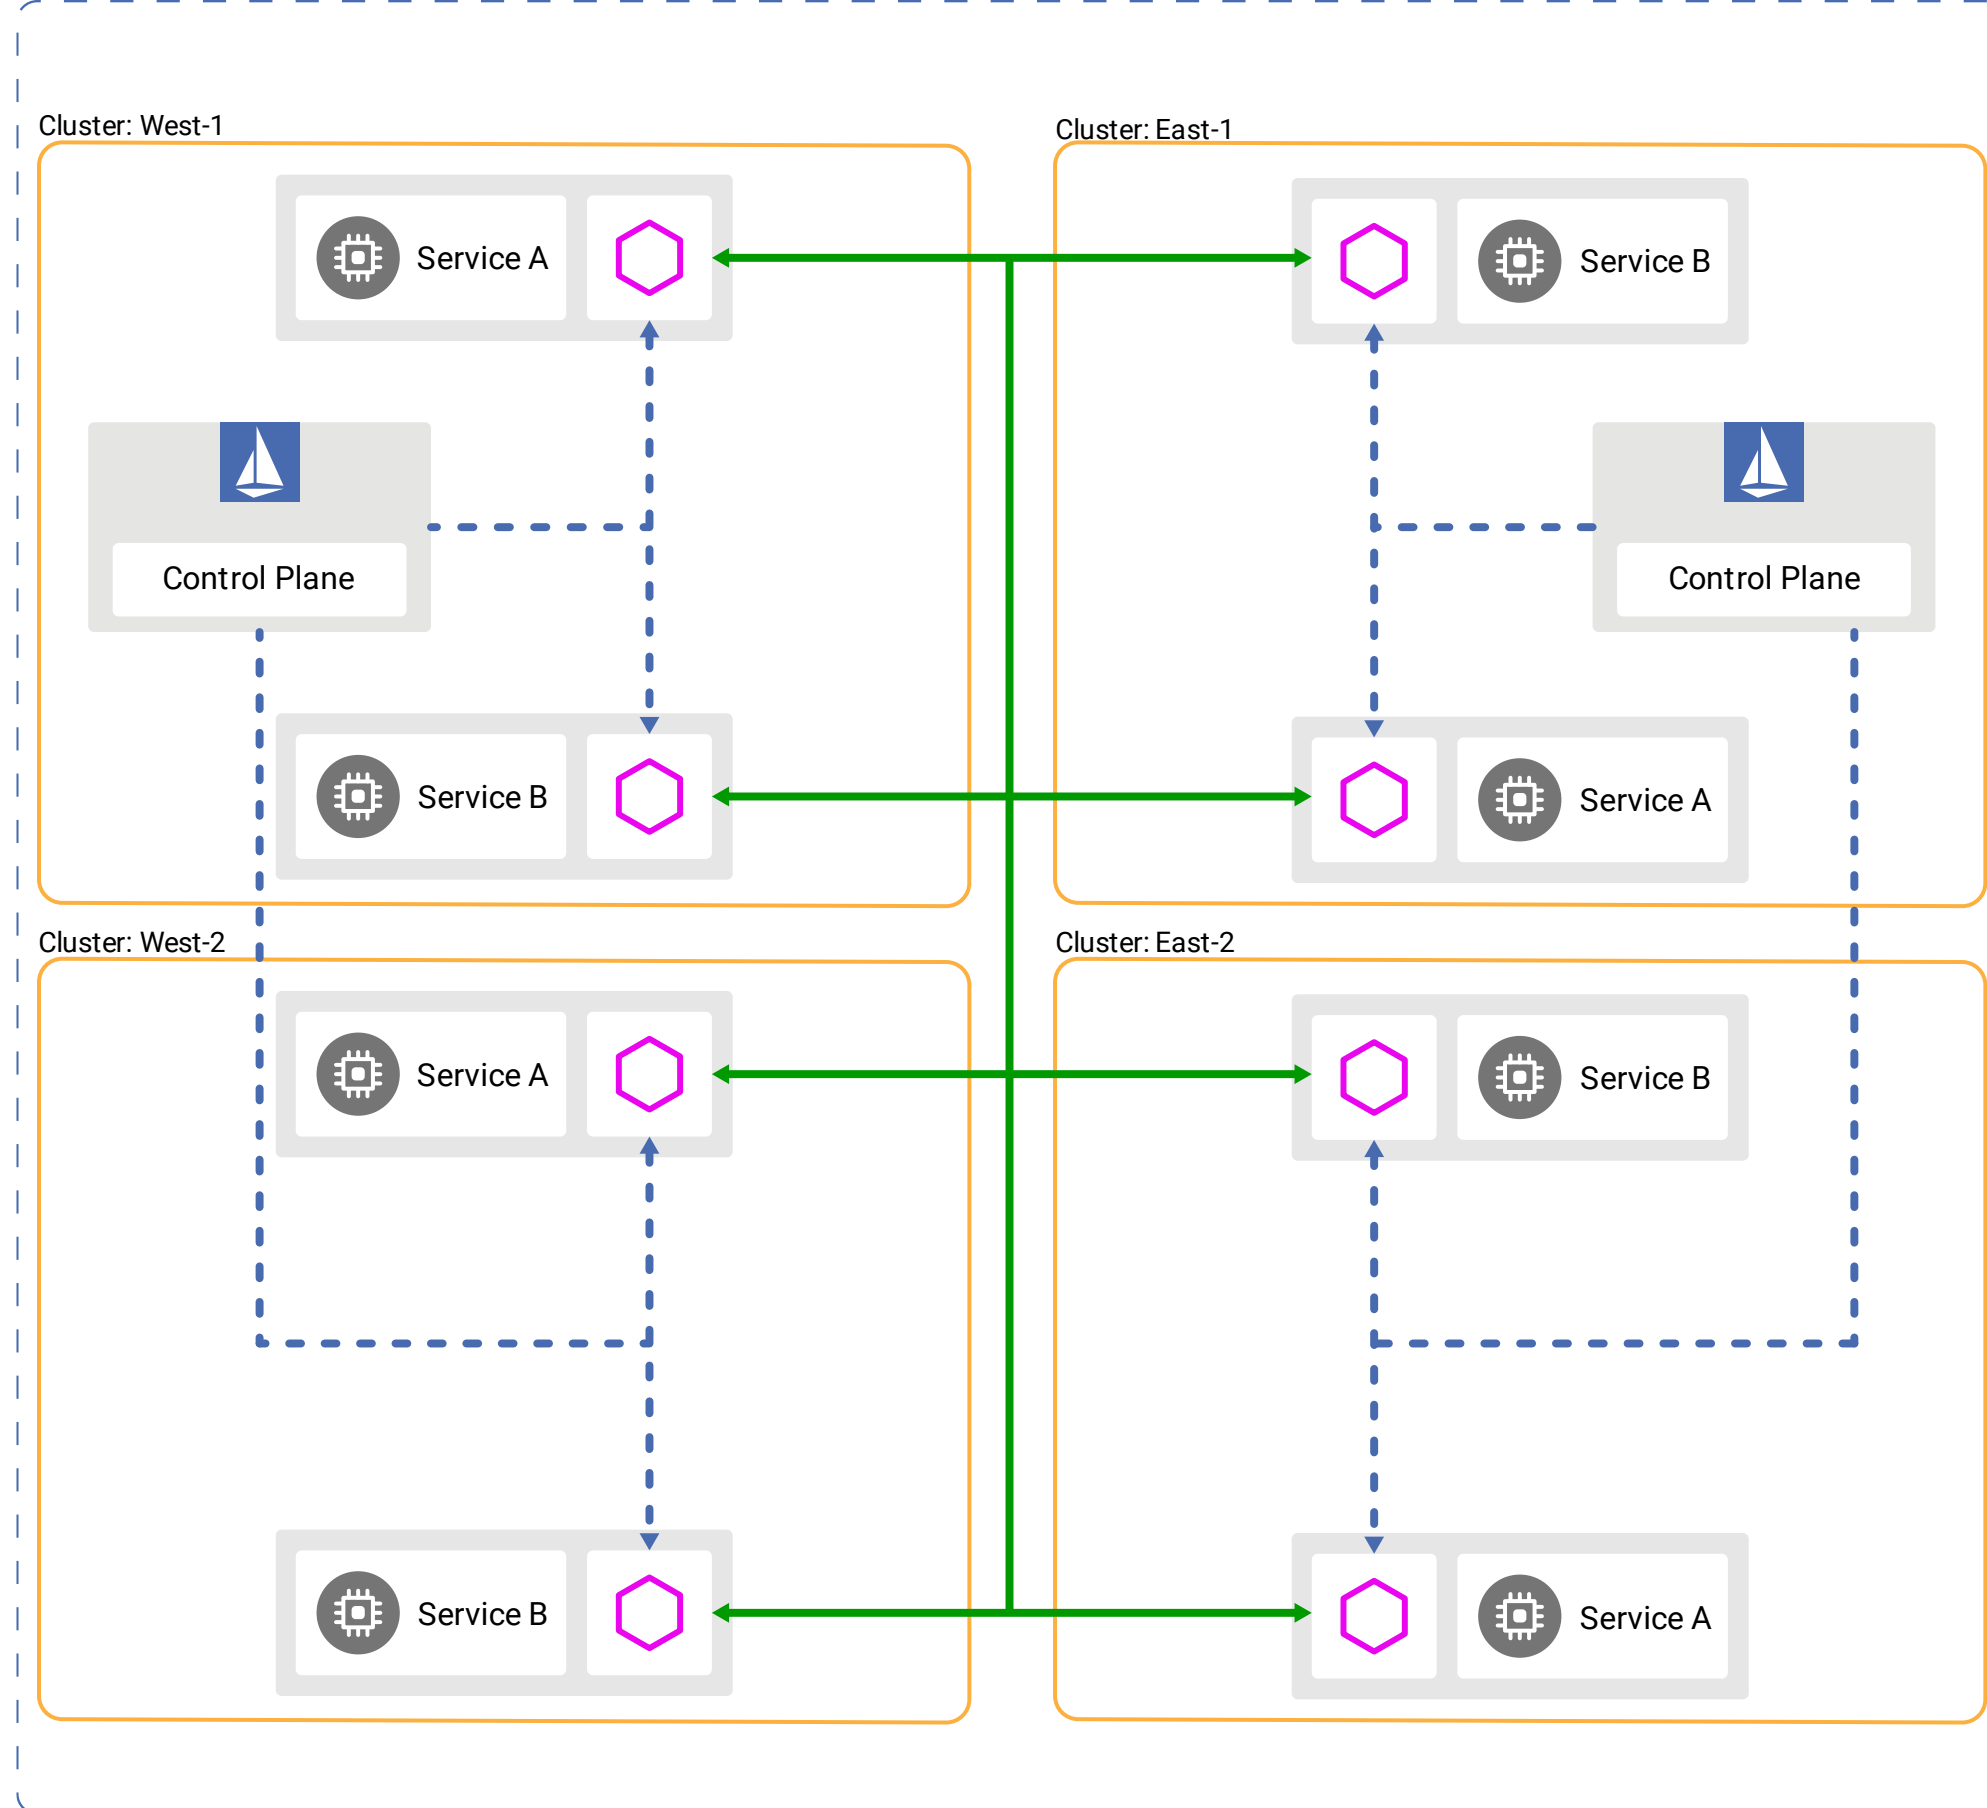 Cluster: West-1
Cluster: East-1
Service A
Service B
Control Plane
Control Plane
Service B
Service A
Cluster: West-2
Cluster: East-2
Service A
Service B
Service B
Service A